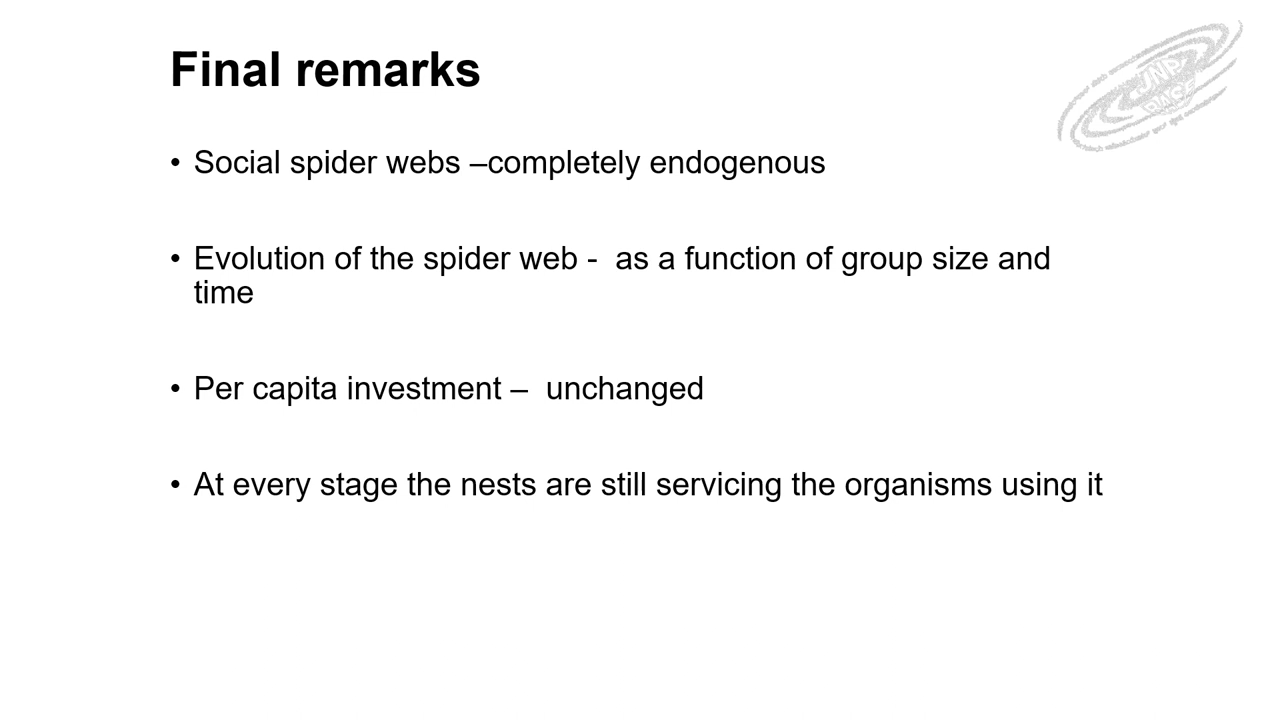 Final remarks
• Social spider webs –completely endogenous
• Evolution of the spider web -  as a function of group size and
time
• Per capita investment –  unchanged
• At every stage the nests are still servicing the organisms using it